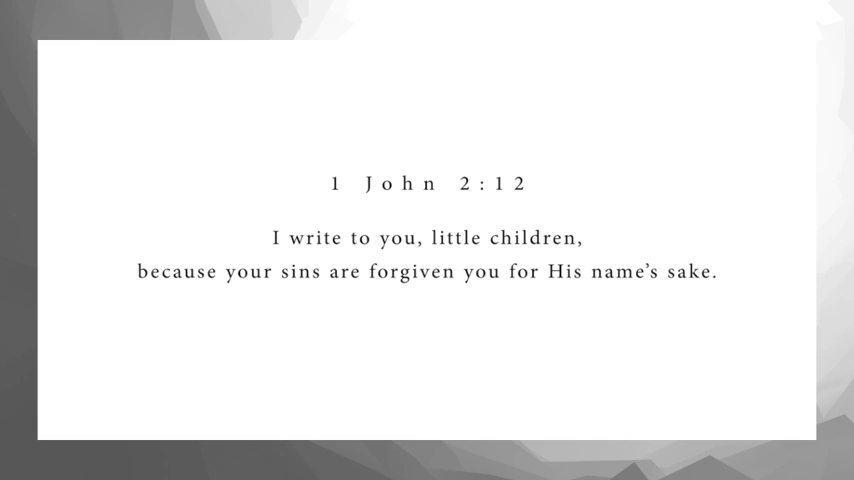 1 John 2:12
I write to you, little children,
because your sins are forgiven you for His name’s sake.